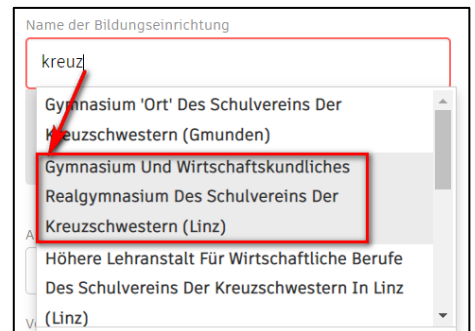 Name der Bildungseinrichtung
kreuz
Gymnasium 'Ort' Des Schulvereins Der
Kreuzschwestern (Gmunden)
Gymnasium Und Wirtschaftskundliches
Realgymnasium Des Schulvereins Der
Kreuzschwestern (Linz)
Höhere Lehranstalt Für Wirtschaftliche Berufe
Des Schulvereins Der Kreuzschwestern In Linz
(Linz)